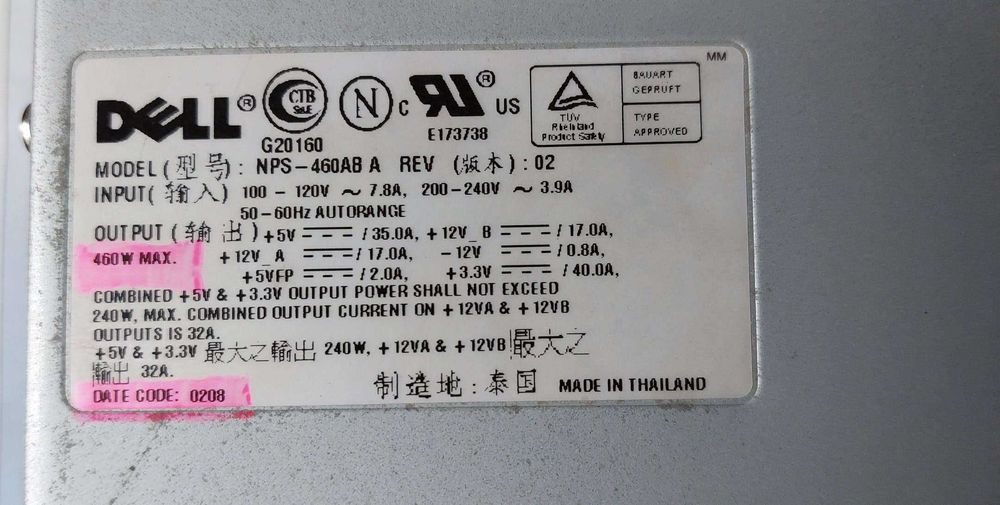 MM
DELL®
CTB
SAFE
G20160
N
C RU® US
E173738
TÜV
Rheinland
Product Safety
BAUART
GEPRUFT
TYPE
APPROVED
MODEL (型号): NPS-460AB A REV (版本): 02
INPUT( 输入) 100 - 120V ~ 7.8A, 200-240V ~ 3.9A
50-60Hz AUTORANGE
OUTPUT (输出) +5V ⎓ / 35.0A, +12V_B ⎓ / 17.0A,
460W MAX. +12V_A ⎓ / 17.0A, -12V ⎓ / 0.8A,
+5VFP ⎓ / 2.0A, +3.3V ⎓ / 40.0A,
COMBINED +5V & +3.3V OUTPUT POWER SHALL NOT EXCEED
240W, MAX. COMBINED OUTPUT CURRENT ON +12VA & +12VB
OUTPUTS IS 32A.
+5V & +3.3V 最大之輸出 240W, +12VA & +12VB 最大之
輸出 32A.
制造地:泰国 MADE IN THAILAND
DATE CODE: 0208